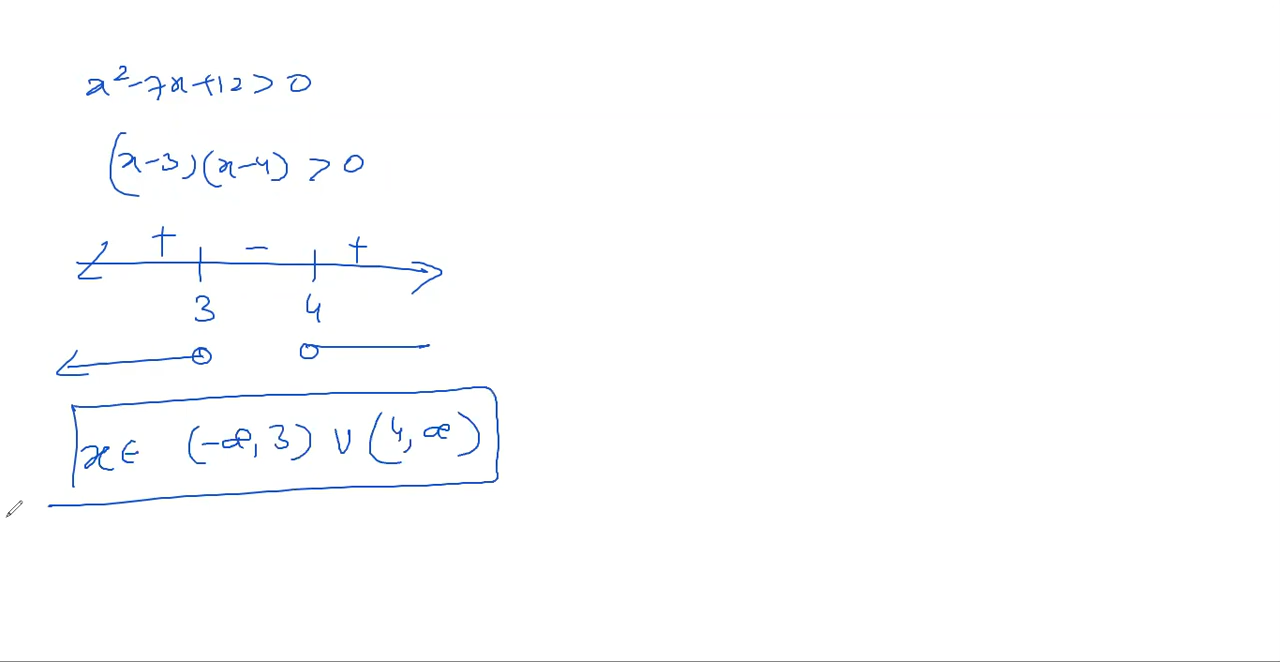 x²-7x+12>0
(x-3)(x-4) > 0
+ - +
3 4
x∈ (-∞, 3) ∪ (4, ∞)